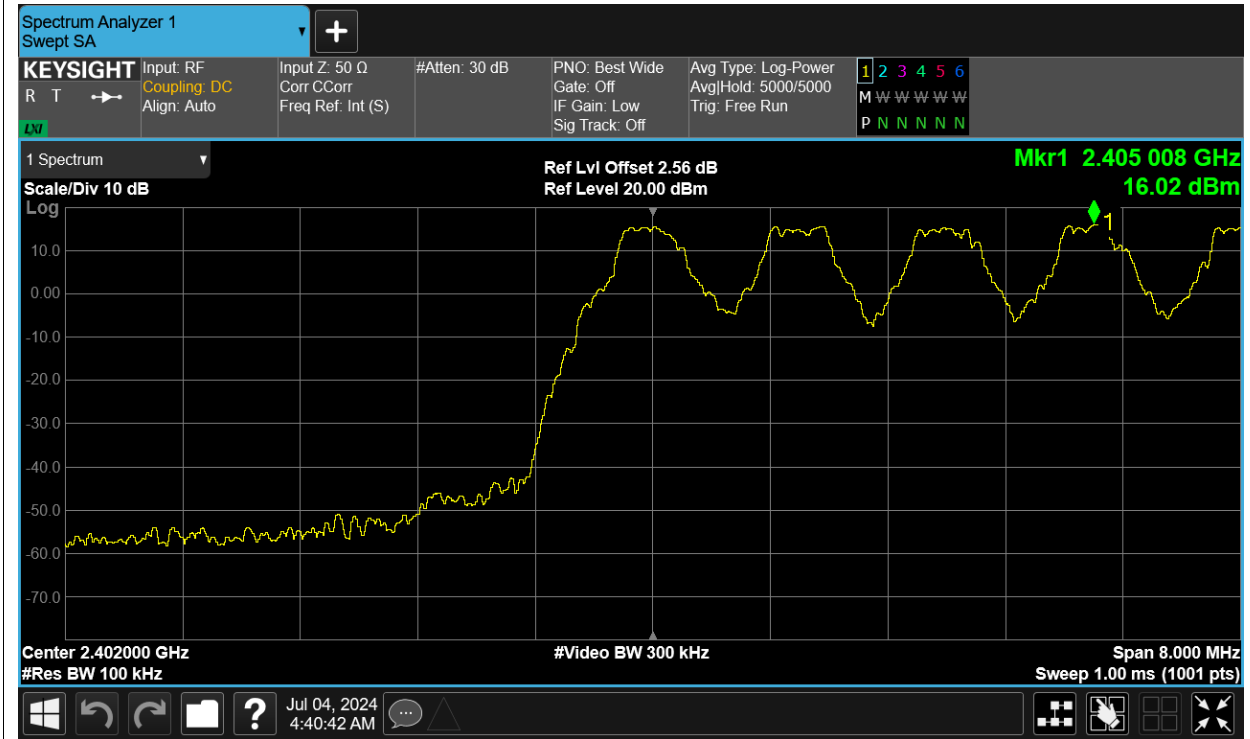 Spectrum Analyzer 1
Swept SA
+
KEYSIGHT
R T
LXI
Input: RF
Coupling: DC
Align: Auto
Input Z: 50 Ω
Corr CCorr
Freq Ref: Int (S)
#Atten: 30 dB
PNO: Best Wide
Gate: Off
IF Gain: Low
Sig Track: Off
Avg Type: Log-Power
Avg|Hold: 5000/5000
Trig: Free Run
1 2 3 4 5 6
M W W W W W
P N N N N N
1 Spectrum
Scale/Div 10 dB
Ref Lvl Offset 2.56 dB
Ref Level 20.00 dBm
Mkr1 2.405 008 GHz
16.02 dBm
Log
1
10.0
0.00
-10.0
-20.0
-30.0
-40.0
-50.0
-60.0
-70.0
Center 2.402000 GHz
#Video BW 300 kHz
Span 8.000 MHz
#Res BW 100 kHz
Sweep 1.00 ms (1001 pts)
?
Jul 04, 2024
4:40:42 AM